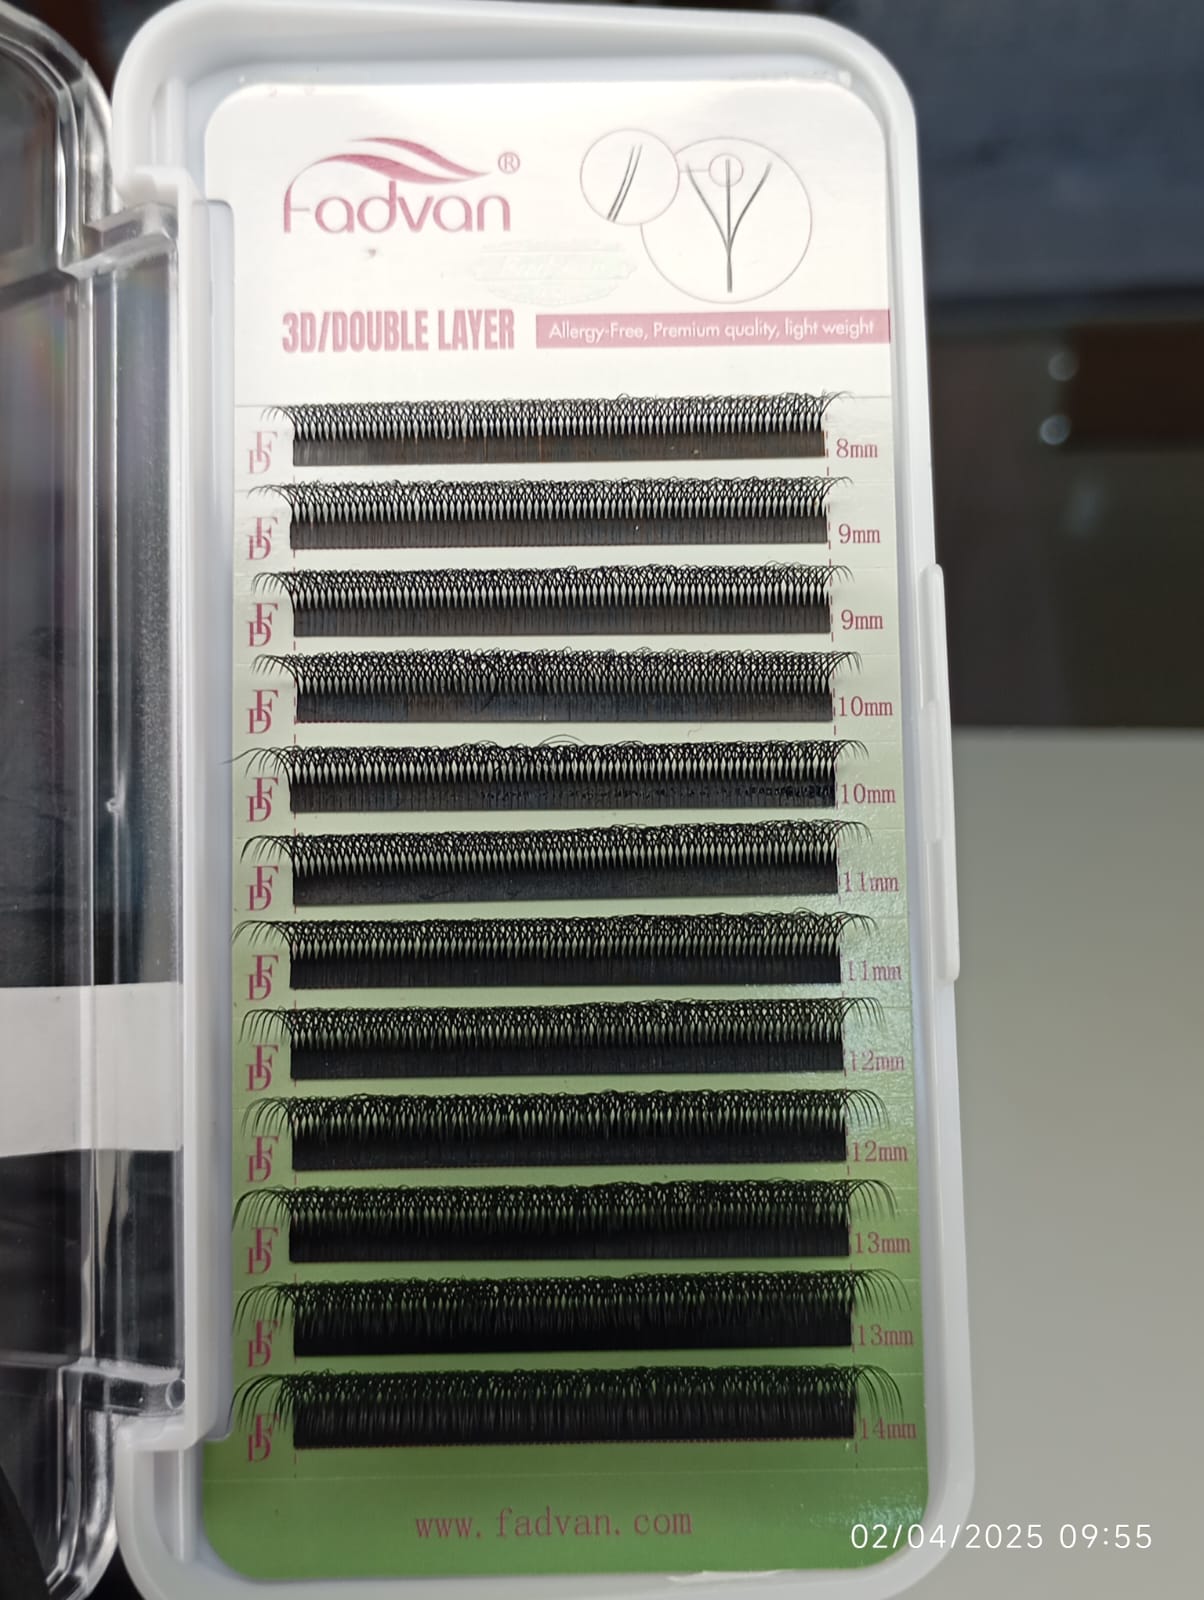 Fadvan®
3D/DOUBLE LAYER
Allergy-Free, Premium quality, light weight
8mm
9mm
9mm
10mm
10mm
11mm
11mm
12mm
12mm
13mm
13mm
14mm
www.fadvan.com
02/04/2025 09:55